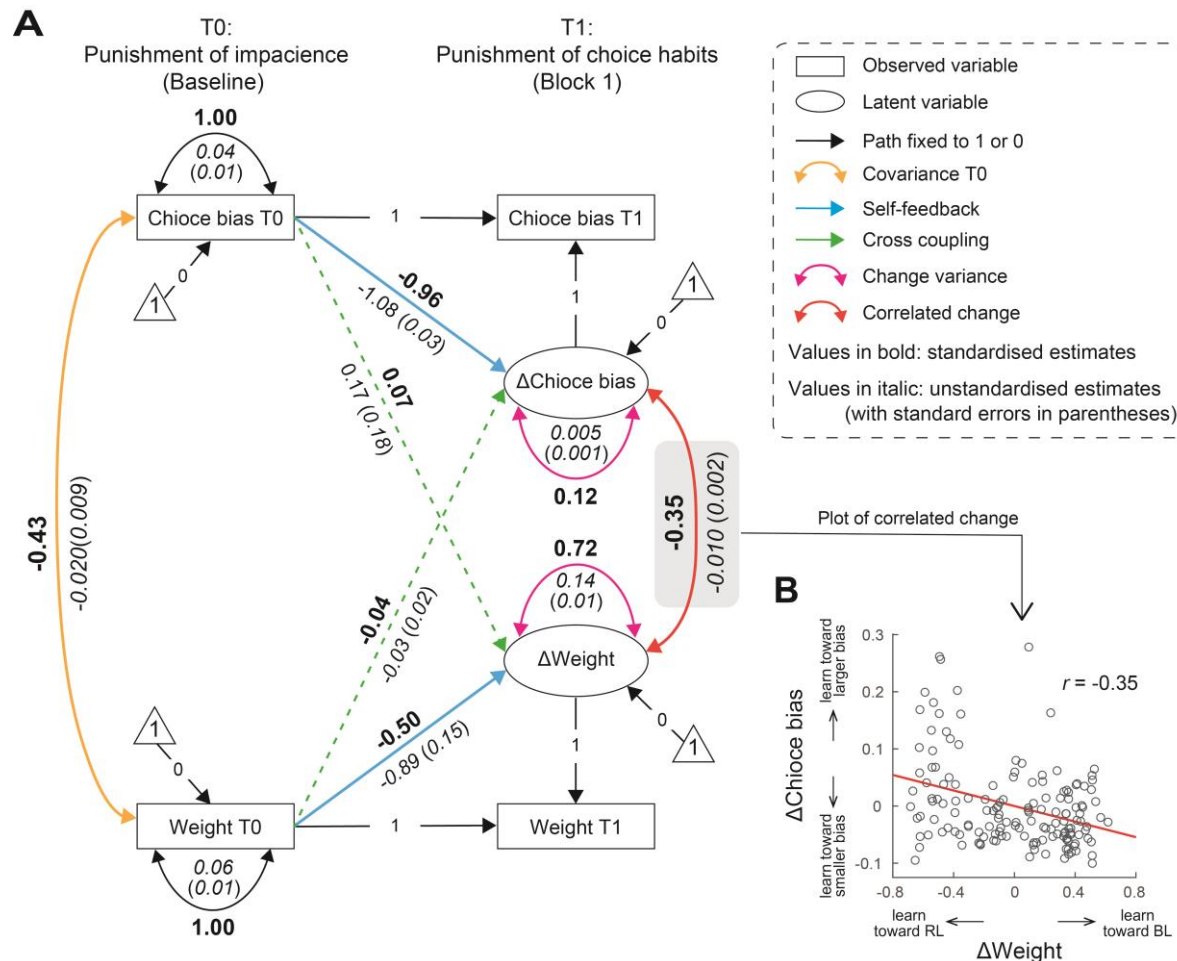 A
T0:
Punishment of impacience
(Baseline)
T1:
Punishment of choice habits
(Block 1)
1.00
0.04
(0.01)
Chioce bias T0
1
Chioce bias T1
0
1
-0.96
-1.08 (0.03)
0.07
0.17 (0.18)
1
1
0
ΔChioce bias
0.005
(0.001)
0.12
-0.43
-0.020(0.009)
-0.35
-0.010 (0.002)
0.72
0.14
(0.01)
-0.04
-0.03 (0.02)
ΔWeight
-0.50
-0.89 (0.15)
1
0
1
0
1
Weight T0
1
Weight T1
0.06
(0.01)
1.00
Observed variable
Latent variable
Path fixed to 1 or 0
Covariance T0
Self-feedback
Cross coupling
Change variance
Correlated change
Values in bold: standardised estimates
Values in italic: unstandardised estimates
(with standard errors in parentheses)
Plot of correlated change
B
ΔChioce bias
learn toward
larger bias
learn toward
smaller bias
0.3
0.2
0.1
0
-0.1
r = -0.35
-0.8
-0.4
0
0.4
0.8
learn
toward RL
learn
toward BL
ΔWeight